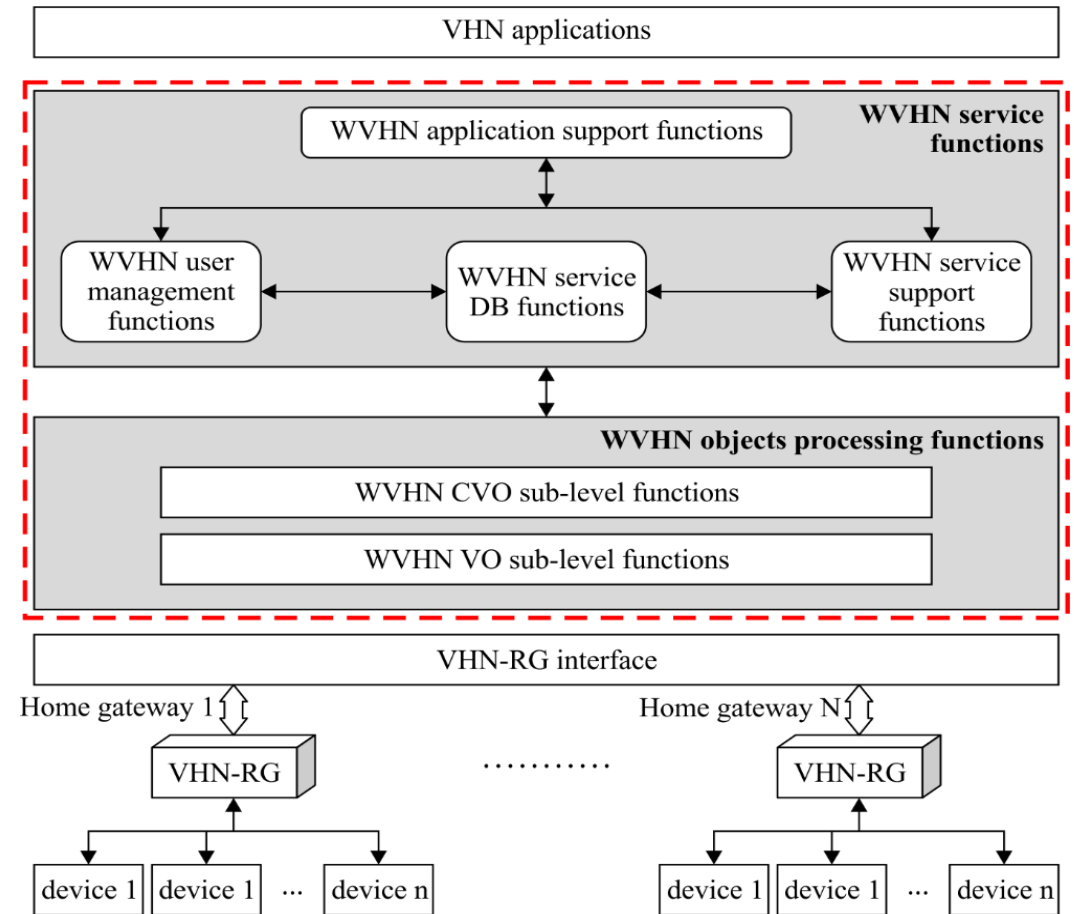 VHN applications
WVHN service
functions
WVHN application support functions
WVHN user
management
functions
WVHN service
DB functions
WVHN service
support
functions
WVHN objects processing functions
WVHN CVO sub-level functions
WVHN VO sub-level functions
VHN-RG interface
Home gateway 1
Home gateway N
VHN-RG
...........
VHN-RG
device 1
device 1
...
device n
device 1
device 1
...
device n